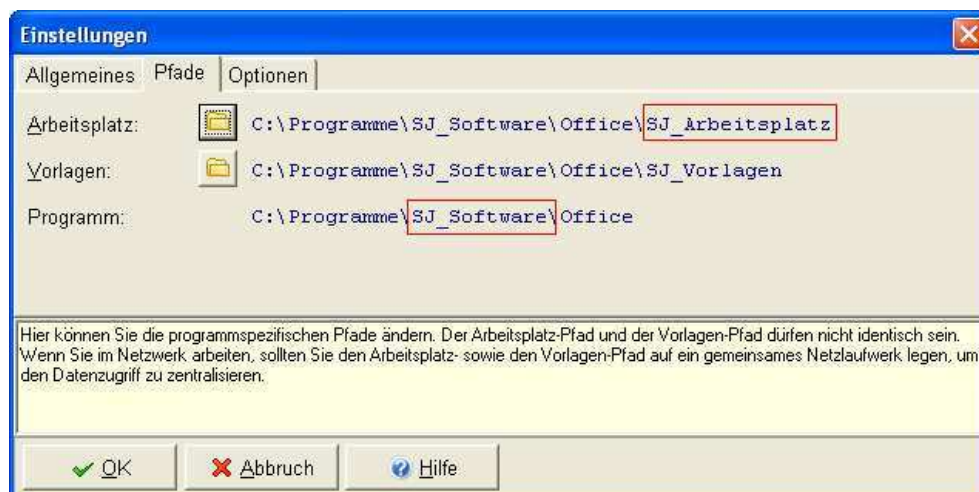 Einstellungen
Allgemeines Pfade Optionen
Arbeitsplatz: C:\Programme\SJ_Software\Office\SJ_Arbeitsplatz
Vorlagen: C:\Programme\SJ_Software\Office\SJ_Vorlagen
Programm: C:\Programme\SJ_Software\Office
Hier können Sie die programmspezifischen Pfade ändern. Der Arbeitsplatz-Pfad und der Vorlagen-Pfad dürfen nicht identisch sein.
Wenn Sie im Netzwerk arbeiten, sollten Sie den Arbeitsplatz- sowie den Vorlagen-Pfad auf ein gemeinsames Netzlaufwerk legen, um
den Datenzugriff zu zentralisieren.
OK Abbruch Hilfe